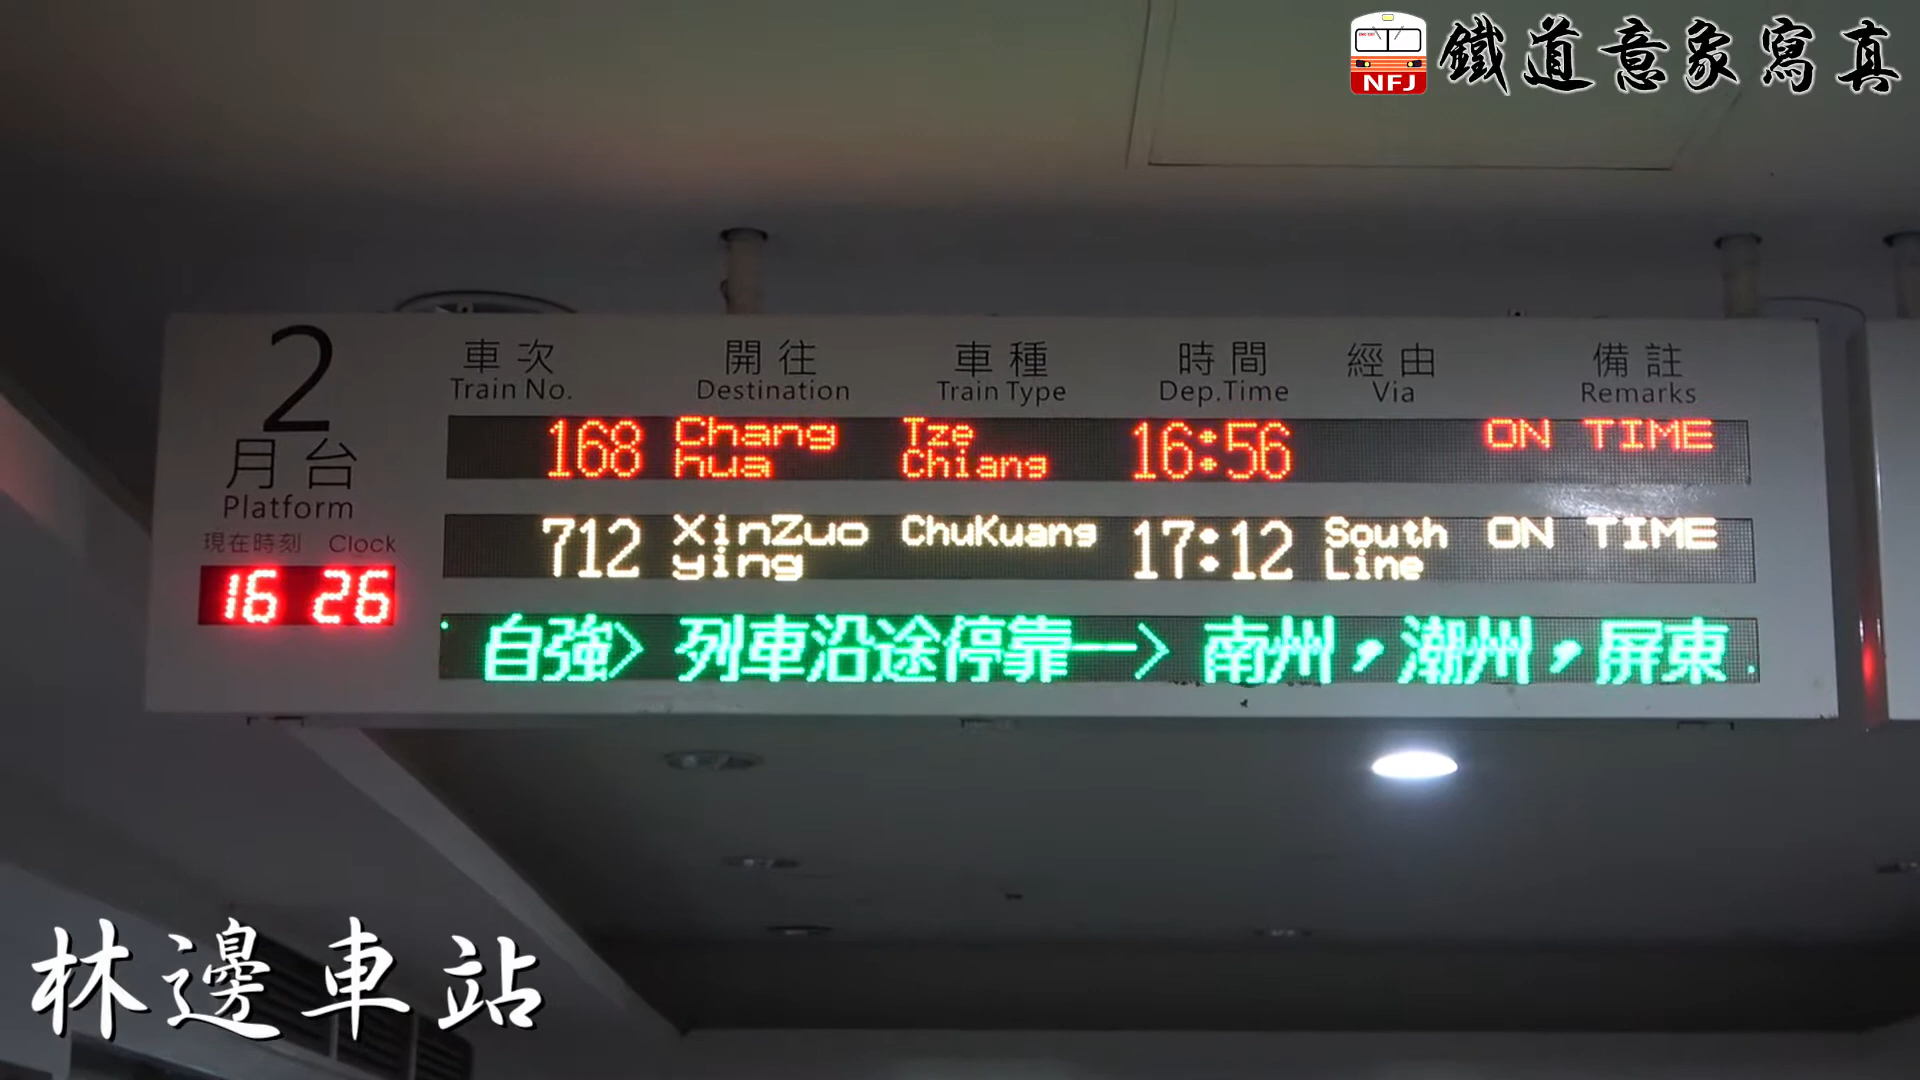 NFJ 鐵道意象寫真
2
月台
Platform
現在時刻 Clock
16 26
車次 開往 車種 時間 經由 備註
Train No. Destination Train Type Dep.Time Via Remarks
168 Chang hua Tze Chiang 16:56 ON TIME
712 XinZuo ying ChuKuang 17:12 South Line ON TIME
自強> 列車沿途停靠—> 南州,潮州,屏東
林邊車站